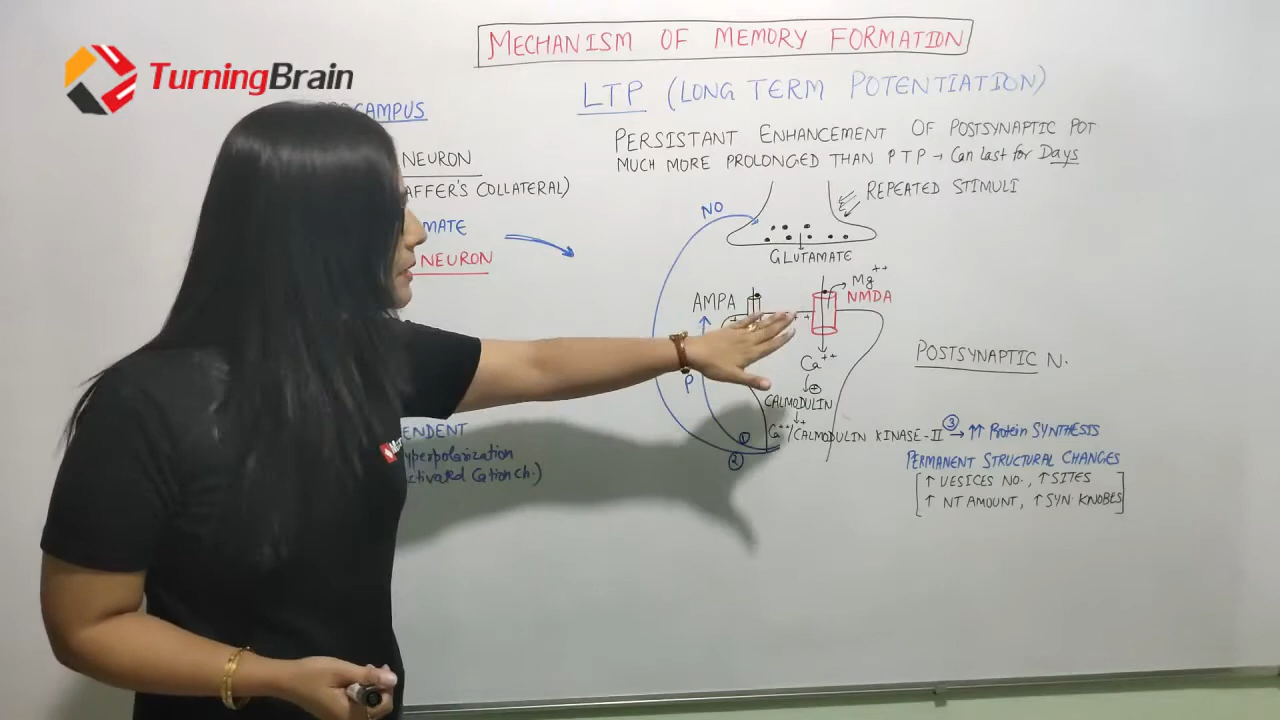 TurningBrain
MECHANISM OF MEMORY FORMATION
LTP (LONG TERM POTENTIATION)
CAMPUS
NEURON
AFFER'S COLLATERAL)
MATE
NEURON
PERSISTANT ENHANCEMENT OF POSTSYNAPTIC POT
MUCH MORE PROLONGED THAN PTP → Can last for Days
REPEATED STIMULI
NO
GLUTAMATE
Mg++
AMPA
NMDA
P
Ca++
CALMODULIN
Ca++/CALMODULIN KINASE-II ③→ ↑↑ Protein SYNTHESIS
① 
②
POSTSYNAPTIC N.
PERMANENT STRUCTURAL CHANGES
↑ VESICES NO., ↑ SITES
↑ NT AMOUNT, ↑ SYN. KNOBES
ENDENT
yperpolarization
ctivared Cation Ch.)